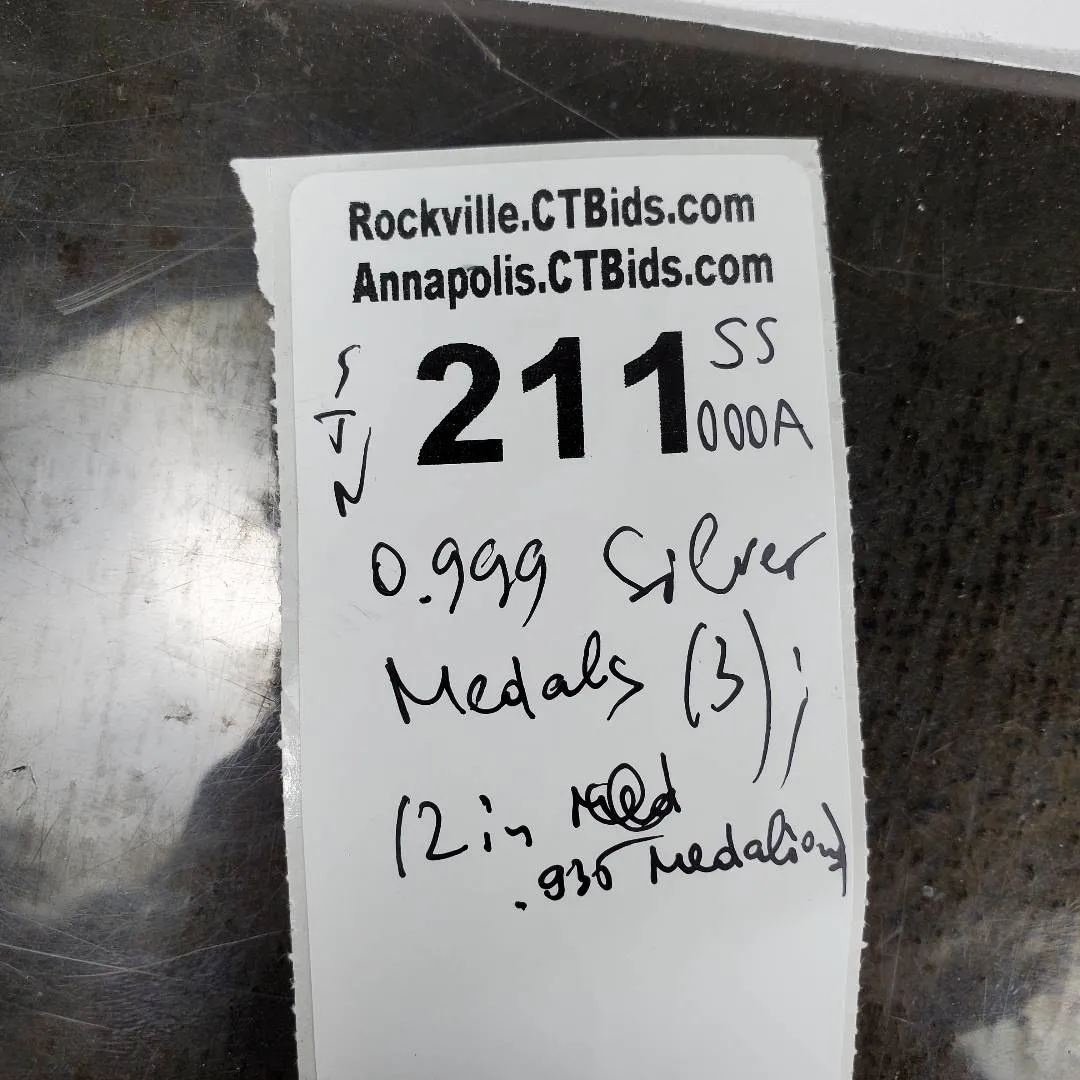 Rockville.CTBids.com
Annapolis.CTBids.com
211
SS
000A
0.999 Silver
Medals (3);
(2 in
.935 Medalion)